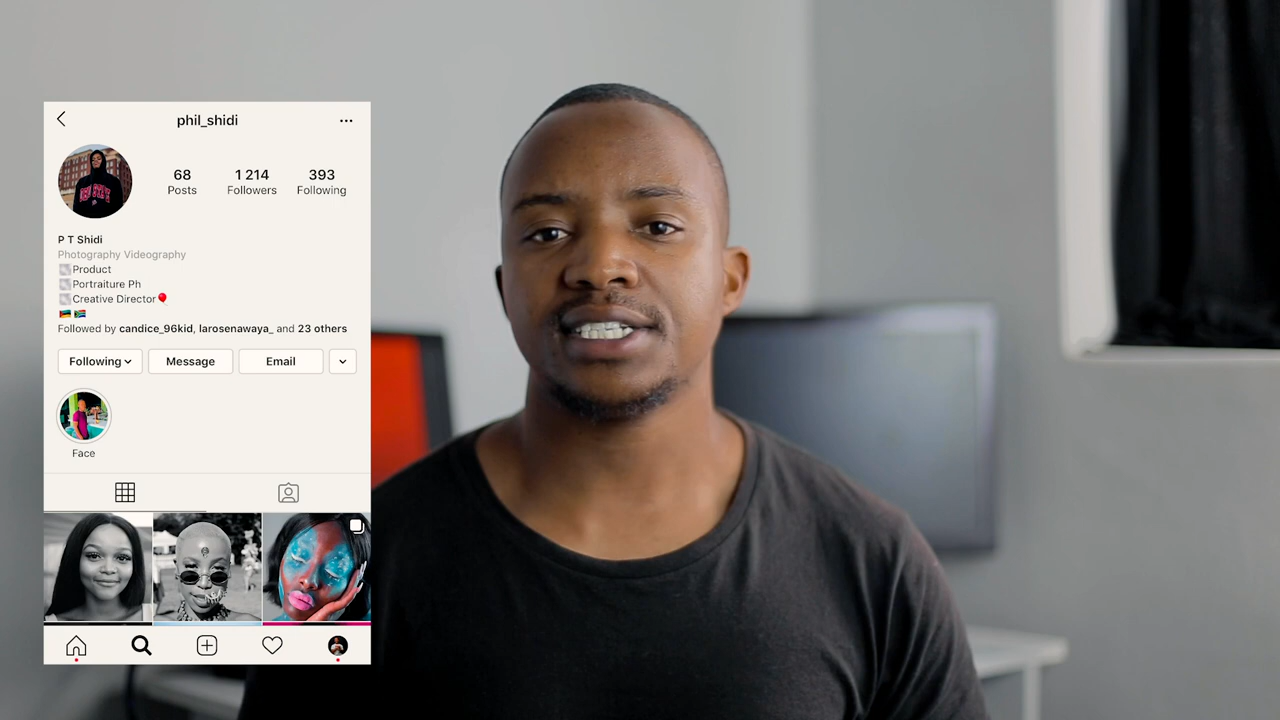 phil_shidi
68 1 214 393
Posts Followers Following
P T Shidi
Photography Videography
Product
Portraiture Ph
Creative Director🎈
🇲🇿 🇿🇦
Followed by candice_96kid, larosenawaya_ and 23 others
Following Message Email
Face